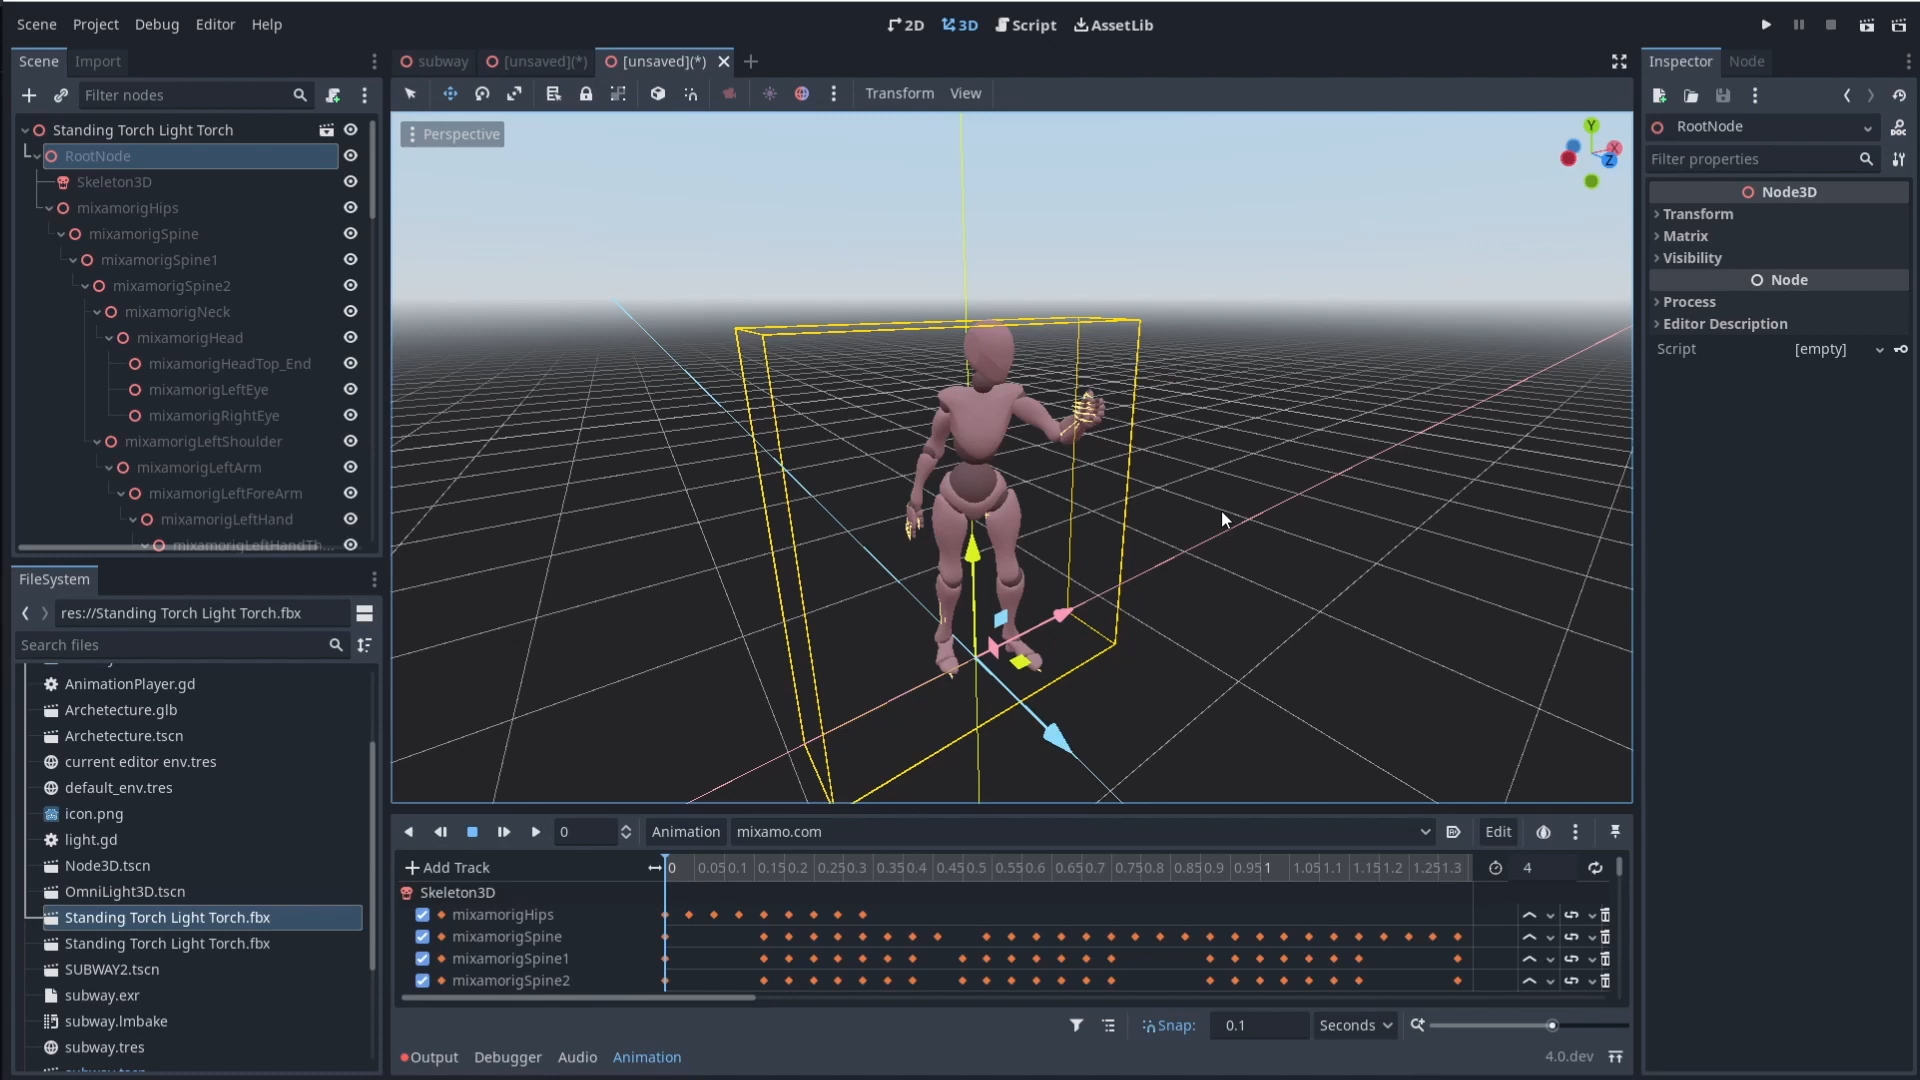 Scene Project Debug Editor Help
2D 3D Script AssetLib
Scene Import
subway [unsaved](*) [unsaved](*)
Inspector Node
Filter nodes
Transform View
Standing Torch Light Torch
RootNode
Skeleton3D
mixamorigHips
mixamorigSpine
mixamorigSpine1
mixamorigSpine2
mixamorigNeck
mixamorigHead
mixamorigHeadTop_End
mixamorigLeftEye
mixamorigRightEye
mixamorigLeftShoulder
mixamorigLeftArm
mixamorigLeftForeArm
mixamorigLeftHand
mixamorigLeftHandTh...
Perspective
Y
X
Z
RootNode
DOC
Filter properties
Node3D
Transform
Matrix
Visibility
Node
Process
Editor Description
Script [empty]
FileSystem
res://Standing Torch Light Torch.fbx
Search files
AnimationPlayer.gd
Archetecture.glb
Archetecture.tscn
current editor env.tres
default_env.tres
icon.png
light.gd
Node3D.tscn
OmniLight3D.tscn
Standing Torch Light Torch.fbx
Standing Torch Light Torch.fbx
SUBWAY2.tscn
subway.exr
subway.lmbake
subway.tres
0 Animation mixamo.com Edit
Add Track 0 0.05 0.1 0.15 0.2 0.25 0.3 0.35 0.4 0.45 0.5 0.55 0.6 0.65 0.7 0.75 0.8 0.85 0.9 0.95 1 1.05 1.1 1.15 1.2 1.25 1.3 4
Skeleton3D
mixamorigHips
mixamorigSpine
mixamorigSpine1
mixamorigSpine2
Snap: 0.1 Seconds
Output Debugger Audio Animation 4.0.dev